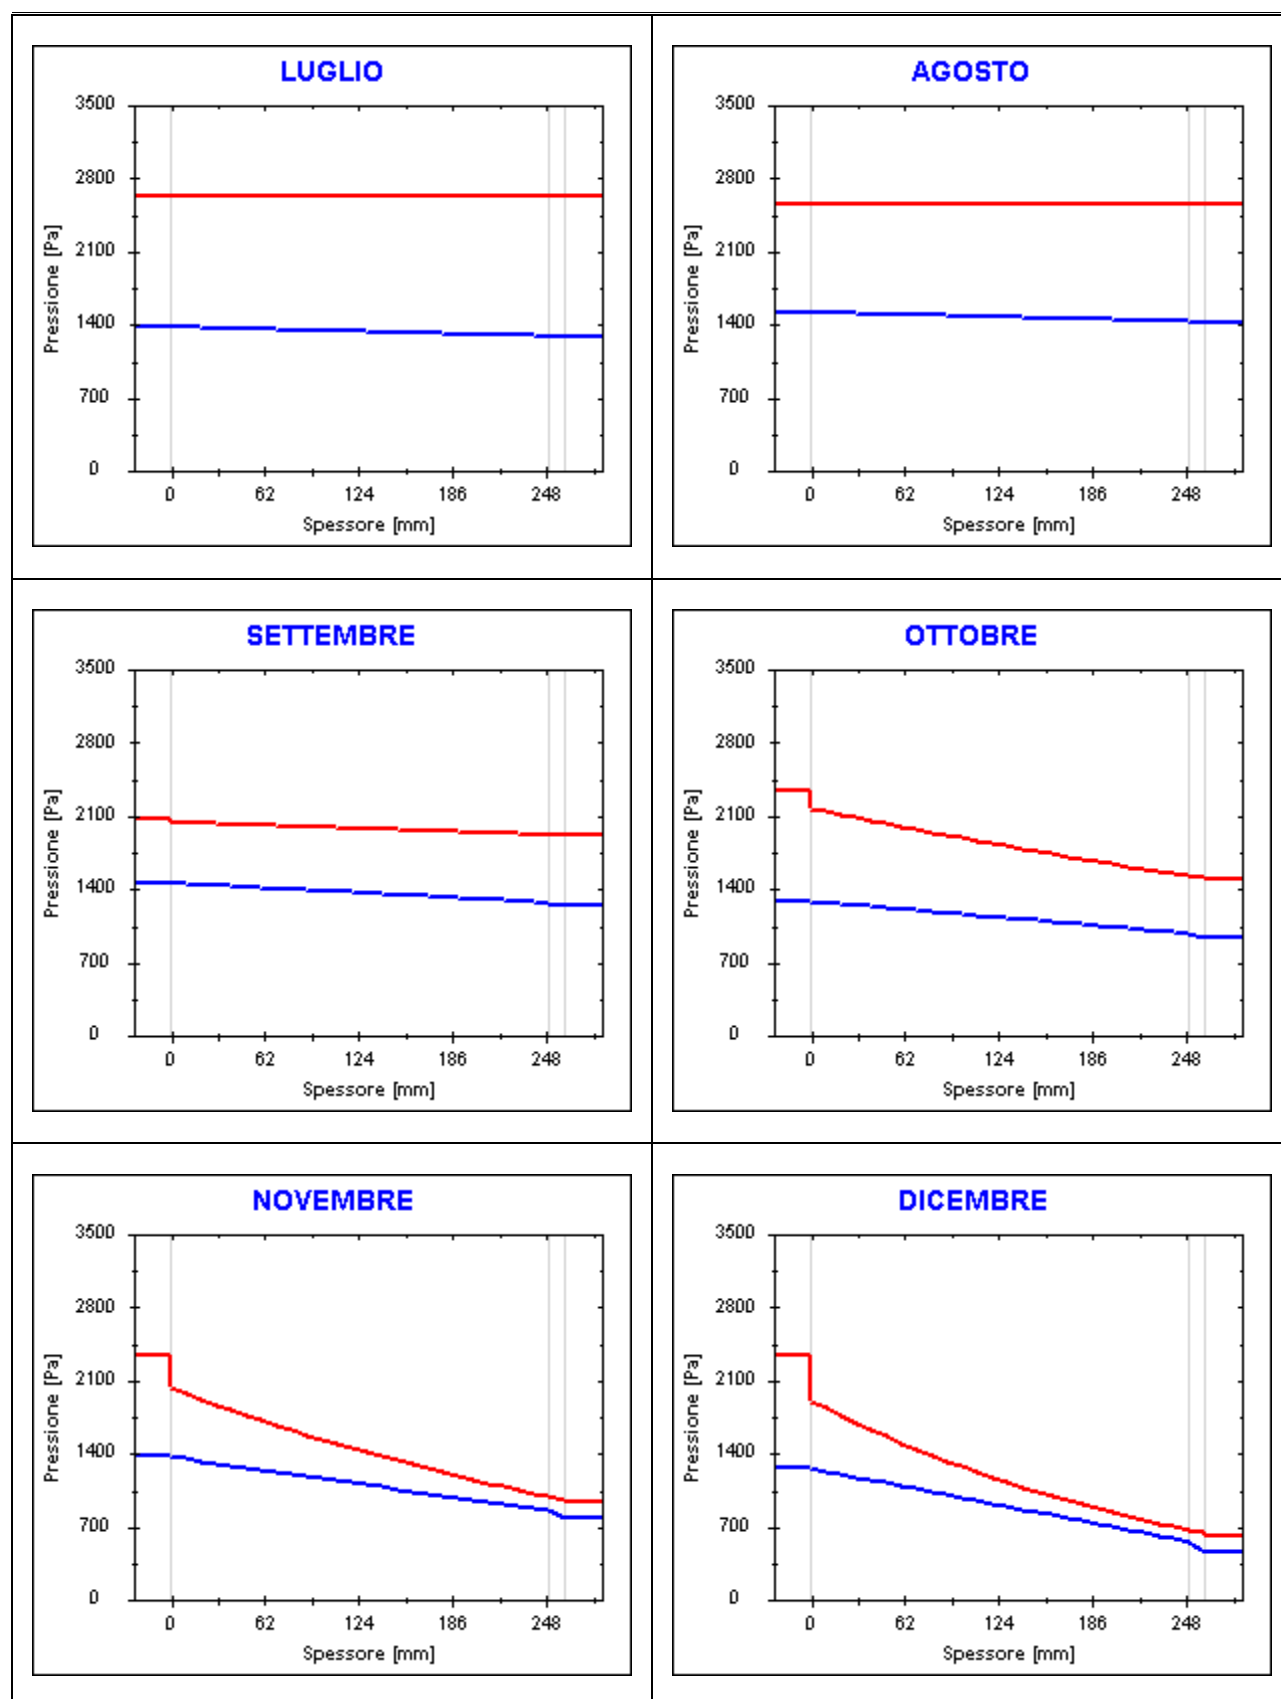 LUGLIO
3500
2800
2100
1400
700
0
Pressione [Pa]
0 62 124 186 248
Spessore [mm]
AGOSTO
3500
2800
2100
1400
700
0
Pressione [Pa]
0 62 124 186 248
Spessore [mm]
SETTEMBRE
3500
2800
2100
1400
700
0
Pressione [Pa]
0 62 124 186 248
Spessore [mm]
OTTOBRE
3500
2800
2100
1400
700
0
Pressione [Pa]
0 62 124 186 248
Spessore [mm]
NOVEMBRE
3500
2800
2100
1400
700
0
Pressione [Pa]
0 62 124 186 248
Spessore [mm]
DICEMBRE
3500
2800
2100
1400
700
0
Pressione [Pa]
0 62 124 186 248
Spessore [mm]